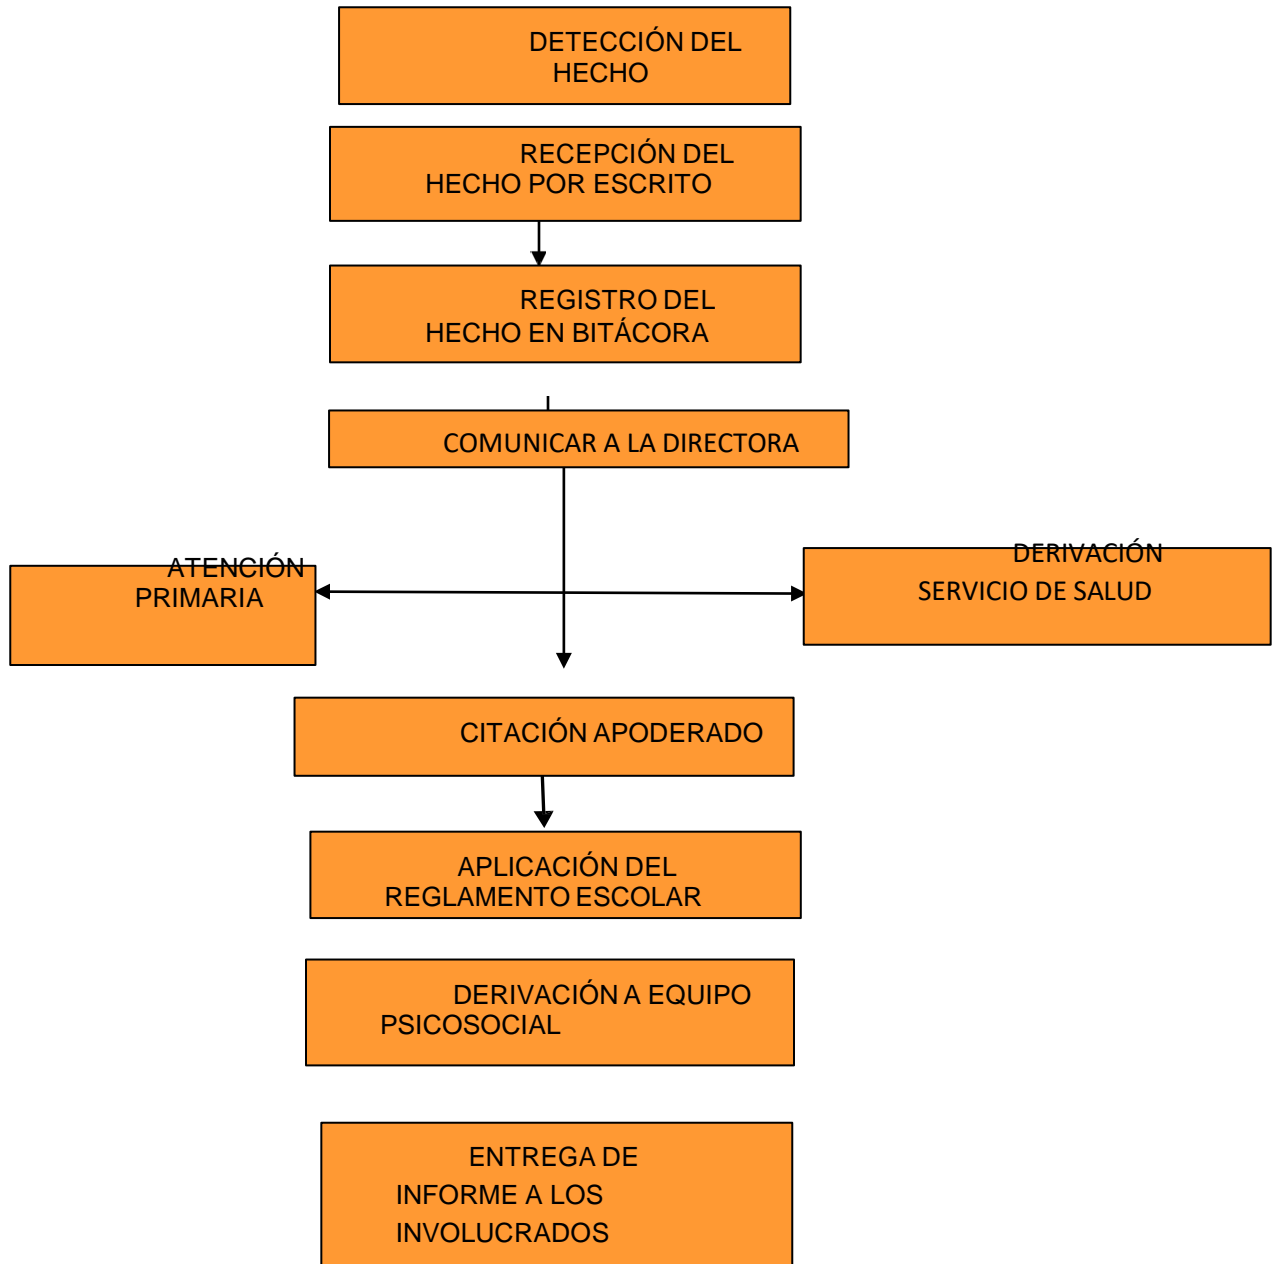 DETECCIÓN DEL
HECHO
RECEPCIÓN DEL
HECHO POR ESCRITO
REGISTRO DEL
HECHO EN BITÁCORA
COMUNICAR A LA DIRECTORA
ATENCIÓN
PRIMARIA
DERIVACIÓN
SERVICIO DE SALUD
CITACIÓN APODERADO
APLICACIÓN DEL
REGLAMENTO ESCOLAR
DERIVACIÓN A EQUIPO
PSICOSOCIAL
ENTREGA DE
INFORME A LOS
INVOLUCRADOS